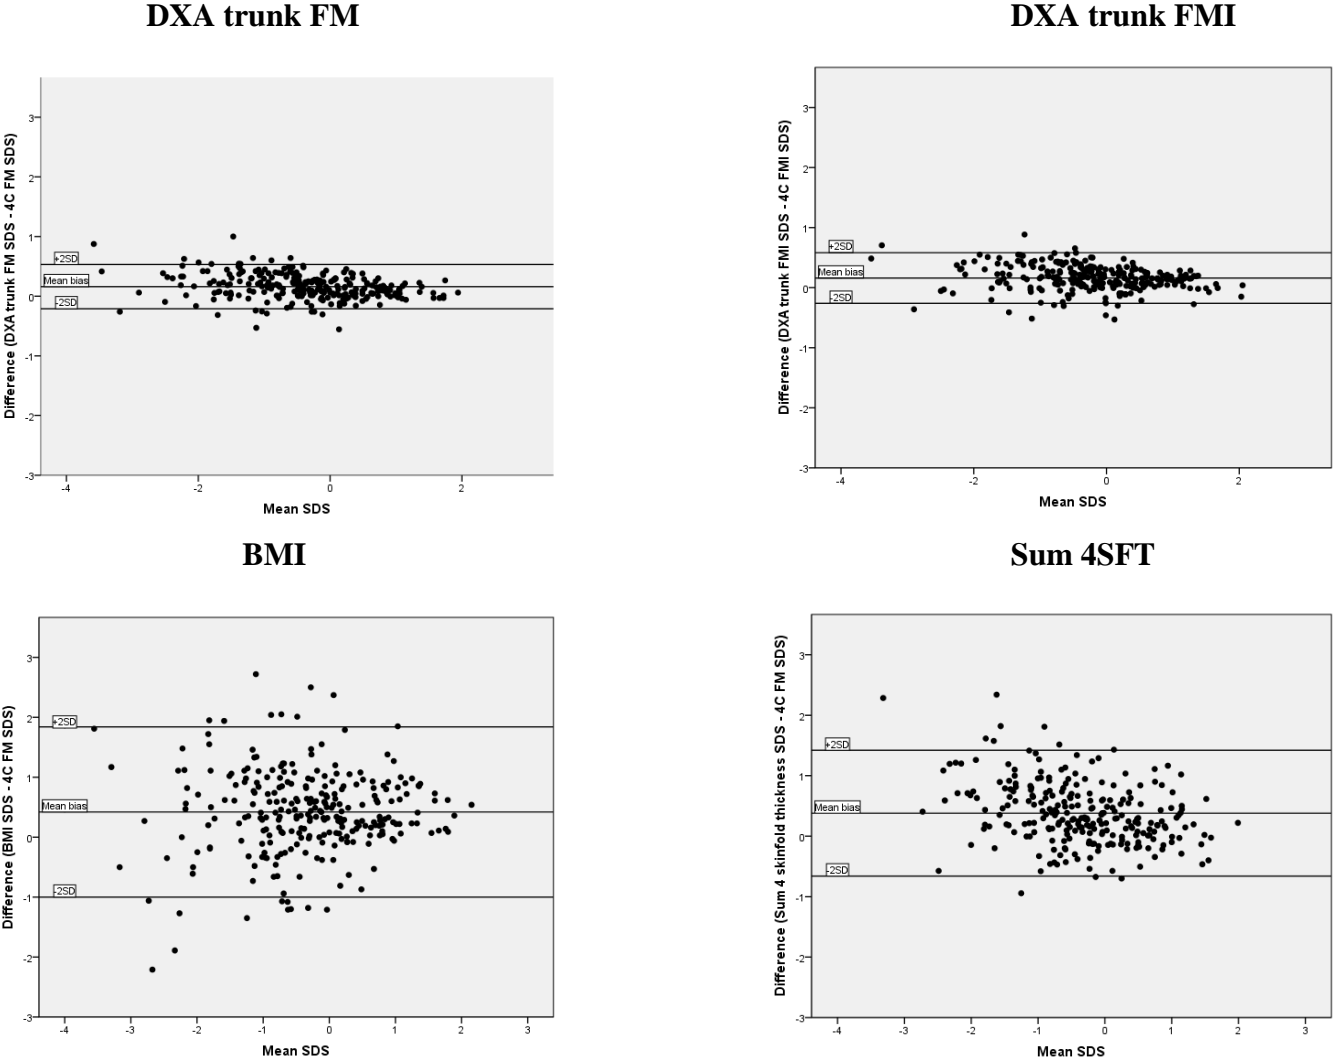 DXA trunk FM
DXA trunk FMI
Difference (DXA trunk FM SDS - 4C FM SDS)
3
2
1
0
-1
-2
-3
+2SD
Mean bias
-2SD
-4
-2
0
2
Mean SDS
Difference (DXA trunk FMI SDS - 4C FMI SDS)
3
2
1
0
-1
-2
-3
+2SD
Mean bias
-2SD
-4
-2
0
2
Mean SDS
BMI
Sum 4SFT
Difference (BMI SDS - 4C FM SDS)
3
2
1
0
-1
-2
-3
+2SD
Mean bias
-2SD
-4
-3
-2
-1
0
1
2
3
Mean SDS
Difference (Sum 4 skinfold thickness SDS - 4C FM SDS)
3
2
1
0
-1
-2
-3
+2SD
Mean bias
-2SD
-4
-3
-2
-1
0
1
2
3
Mean SDS